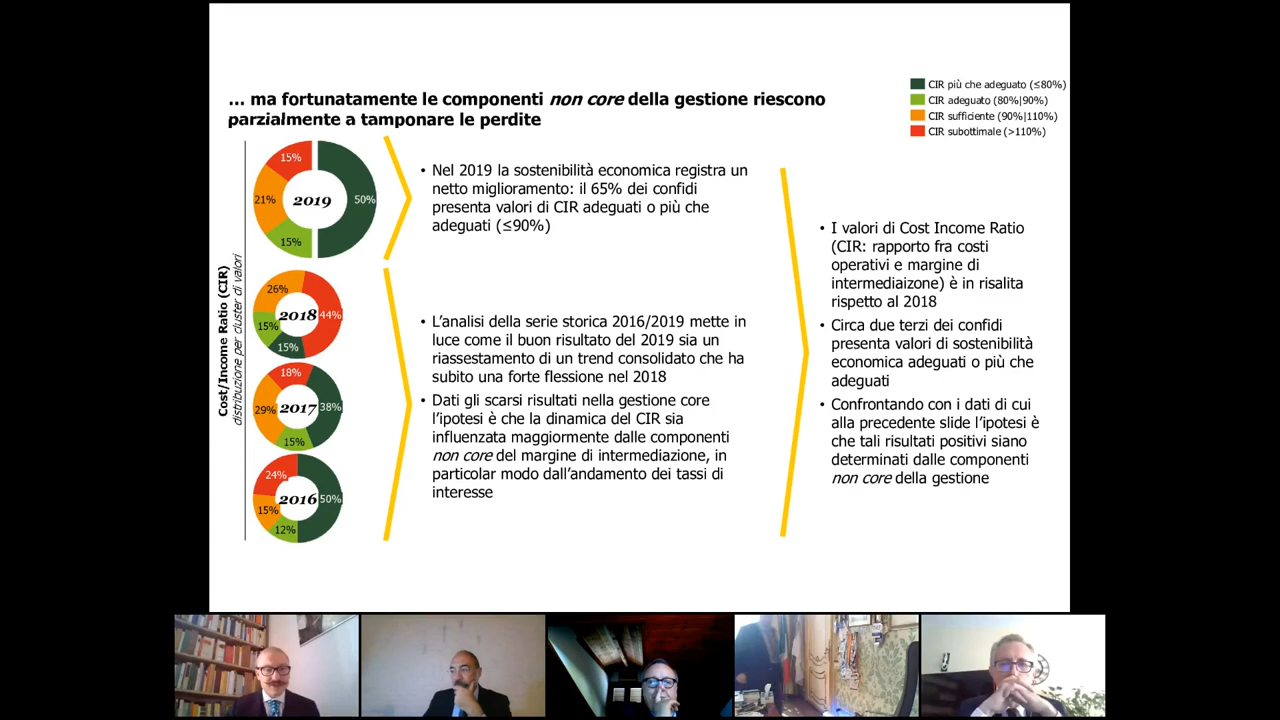 … ma fortunatamente le componenti non core della gestione riescono
parzialmente a tamponare le perdite
CIR più che adeguato (≤80%)
CIR adeguato (80%|90%)
CIR sufficiente (90%|110%)
CIR subottimale (>110%)
Cost/Income Ratio (CIR)
distribuzione per cluster di valori
15%
21%
2019
50%
15%
26%
2018
44%
15%
15%
18%
29%
2017
38%
15%
24%
2016
50%
15%
12%
• Nel 2019 la sostenibilità economica registra un
netto miglioramento: il 65% dei confidi
presenta valori di CIR adeguati o più che
adeguati (≤90%)
• L’analisi della serie storica 2016/2019 mette in
luce come il buon risultato del 2019 sia un
riassestamento di un trend consolidato che ha
subito una forte flessione nel 2018
• Dati gli scarsi risultati nella gestione core
l’ipotesi è che la dinamica del CIR sia
influenzata maggiormente dalle componenti
non core del margine di intermediazione, in
particolar modo dall’andamento dei tassi di
interesse
• I valori di Cost Income Ratio
(CIR: rapporto fra costi
operativi e margine di
intermediaizone) è in risalita
rispetto al 2018
• Circa due terzi dei confidi
presenta valori di sostenibilità
economica adeguati o più che
adeguati
• Confrontando con i dati di cui
alla precedente slide l’ipotesi è
che tali risultati positivi siano
determinati dalle componenti
non core della gestione